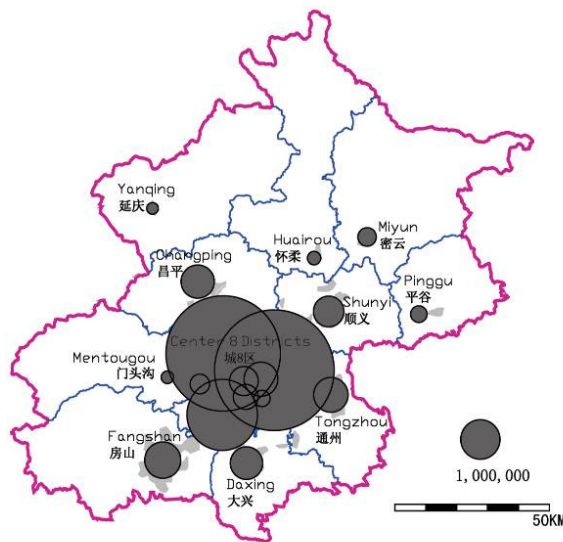 Yanqing
延庆
Miyun
密云
Huairou
怀柔
Changping
昌平
Pinggu
平谷
Shunyi
顺义
Center 8 Districts
城8区
Mentougou
门头沟
Tongzhou
通州
Fangshan
房山
Daxing
大兴
1,000,000
50KM